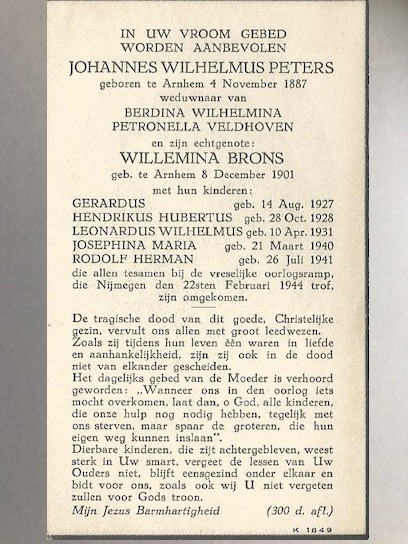 IN UW VROOM GEBED
WORDEN AANBEVOLEN
JOHANNES WILHELMUS PETERS
geboren te Arnhem 4 November 1887
weduwnaar van
BERDINA WILHELMINA
PETRONELLA VELDHOVEN
en zijn echtgenote:
WILLEMINA BRONS
geb. te Arnhem 8 December 1901
met hun kinderen:
GERARDUS geb. 14 Aug. 1927
HENDRIKUS HUBERTUS geb. 28 Oct. 1928
LEONARDUS WILHELMUS geb. 10 Apr. 1931
JOSEPHINA MARIA geb. 21 Maart 1940
RODOLF HERMAN geb. 26 Juli 1941
die allen tesamen bij de vreselijke oorlogsramp,
die Nijmegen den 22sten Februari 1944 trof,
zijn omgekomen.
De tragische dood van dit goede, Christelijke
gezin, vervult ons allen met groot leedwezen.
Zoals zij tijdens hun leven één waren in liefde
en aanhankelijkheid, zijn zij ook in de dood
niet van elkander gescheiden.
Het dagelijks gebed van de Moeder is verhoord
geworden: „Wanneer ons in den oorlog iets
mocht overkomen, laat dan, o God, alle kinderen,
die onze hulp nog nodig hebben, tegelijk met
ons sterven, maar spaar de groteren, die hun
eigen weg kunnen inslaan".
Dierbare kinderen, die zijt achtergebleven, weest
sterk in Uw smart, vergeet de lessen van Uw
Ouders niet, blijft eensgezind onder elkaar en
bidt voor ons, zoals ook wij U niet vergeten
zullen voor Gods troon.
Mijn Jezus Barmhartigheid (300 d. afl.)
K 1849